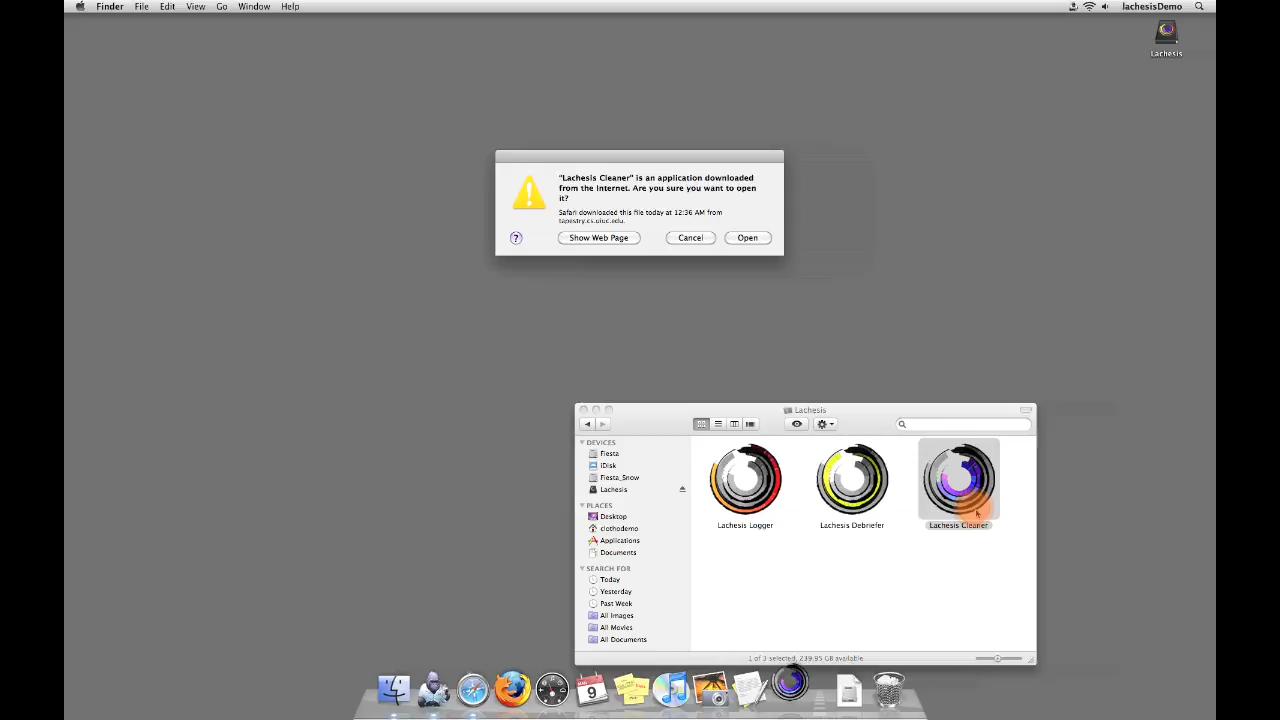 Finder File Edit View Go Window Help lachesisDemo
Lachesis
"Lachesis Cleaner" is an application downloaded
from the Internet. Are you sure you want to open
it?
Safari downloaded this file today at 12:36 AM from
tapestry.cs.uiuc.edu.
? Show Web Page Cancel Open
Lachesis
DEVICES
Fiesta
iDisk
Fiesta_Snow
Lachesis
PLACES
Desktop
clothodemo
Applications
Documents
SEARCH FOR
Today
Yesterday
Past Week
All Images
All Movies
All Documents
Lachesis Logger Lachesis Debriefer Lachesis Cleaner
1 of 3 selected, 239.95 GB available
9